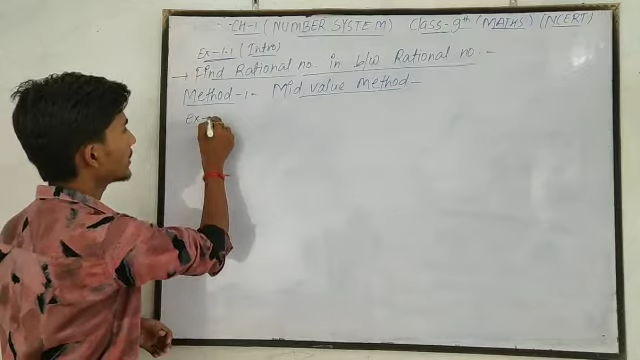 CH-1 (NUMBER SYSTEM) Class-9th (MATHS) (NCERT)
Ex-1.1 (Intro)
→ Find Rational no. in b/w Rational no. -
Method-1- Mid value Method-
ex-